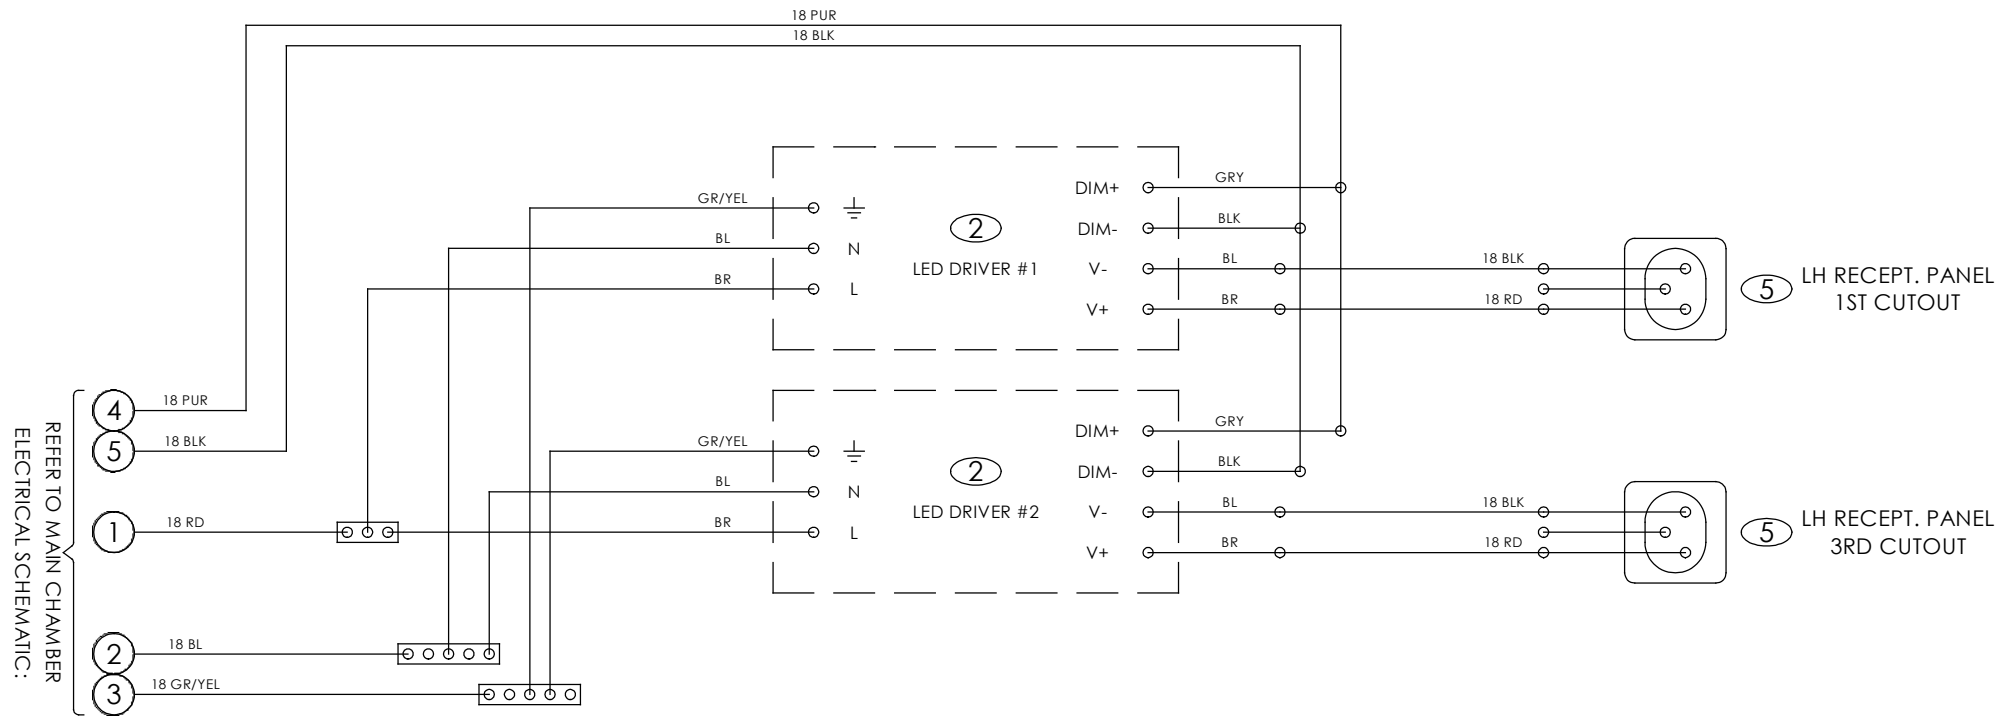 18 PUR
18 BLK
GR/YEL
BL
BR
N
L
2
LED DRIVER #1
DIM+
DIM-
V-
V+
GRY
BLK
BL
BR
18 BLK
18 RD
5
LH RECEPT. PANEL
1ST CUTOUT
REFER TO MAIN CHAMBER
ELECTRICAL SCHEMATIC::
4
18 PUR
5
18 BLK
1
18 RD
2
18 BL
3
18 GR/YEL
GR/YEL
BL
BR
N
L
2
LED DRIVER #2
DIM+
DIM-
V-
V+
GRY
BLK
BL
BR
18 BLK
18 RD
5
LH RECEPT. PANEL
3RD CUTOUT